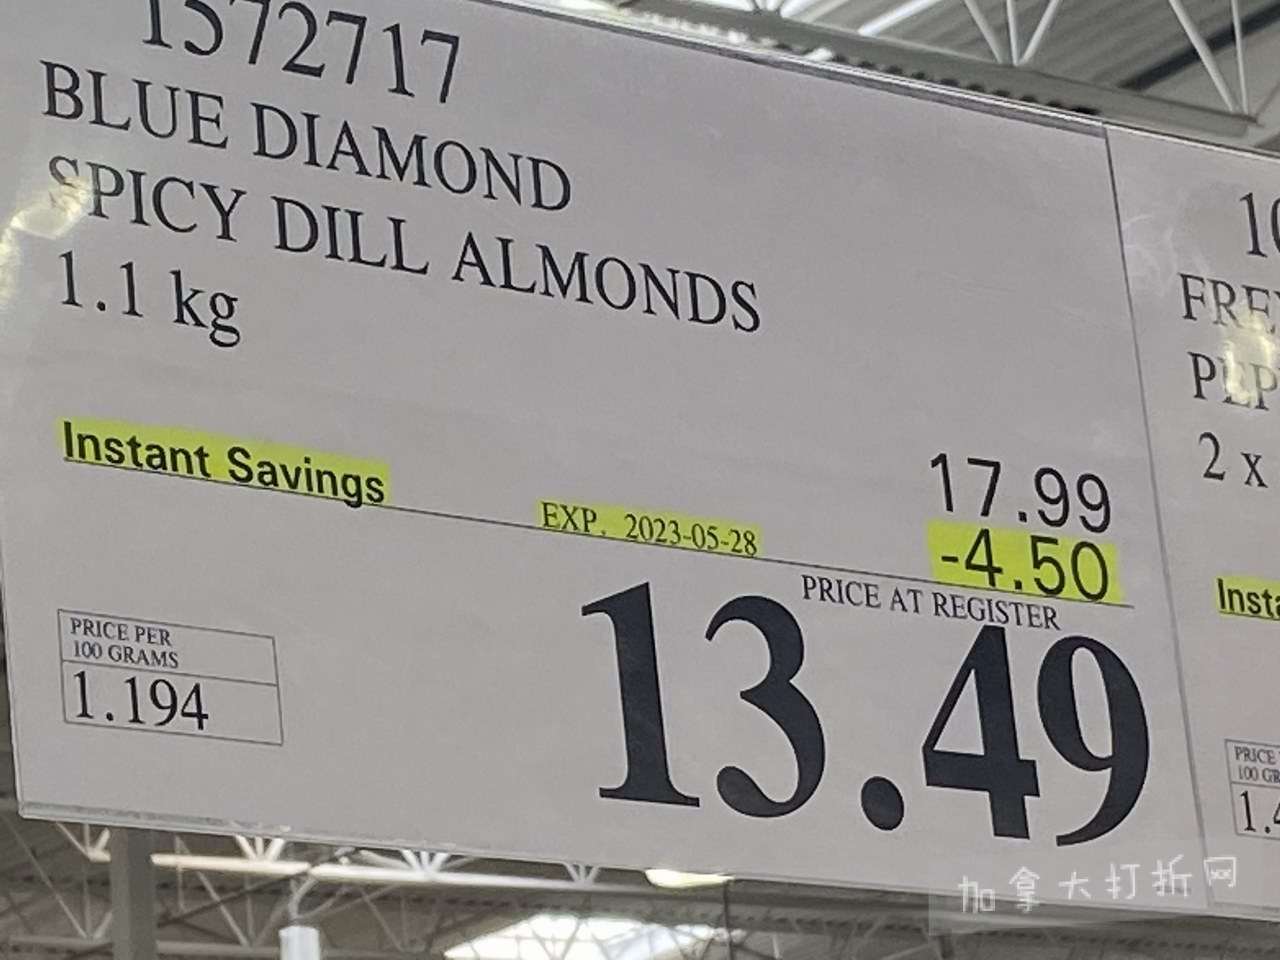 1572717
BLUE DIAMOND
SPICY DILL ALMONDS
1.1 kg
Instant Savings
EXP. 2023-05-28
17.99
-4.50
PRICE AT REGISTER
13.49
PRICE PER
100 GRAMS
1.194
2 x
PRICE
加拿大打折网